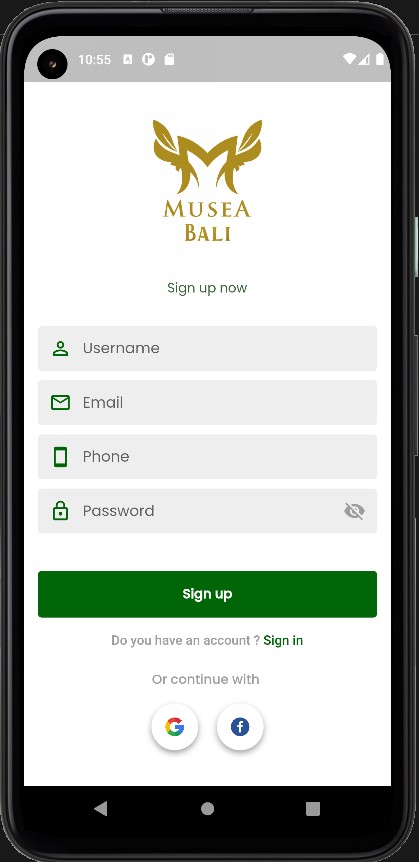 10:55
MUSEA
BALI
Sign up now
Username
Email
Phone
Password
Sign up
Do you have an account ? Sign in
Or continue with